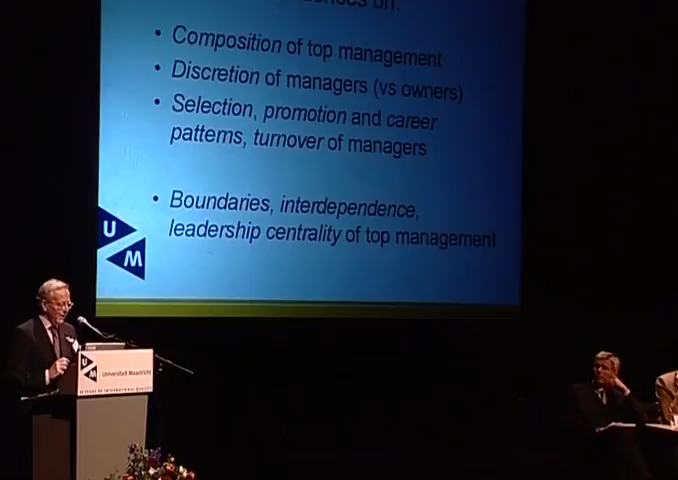 on:
• Composition of top management
• Discretion of managers (vs owners)
• Selection, promotion and career
patterns, turnover of managers
• Boundaries, interdependence,
leadership centrality of top management
U
M
U
M
Universiteit Maastricht